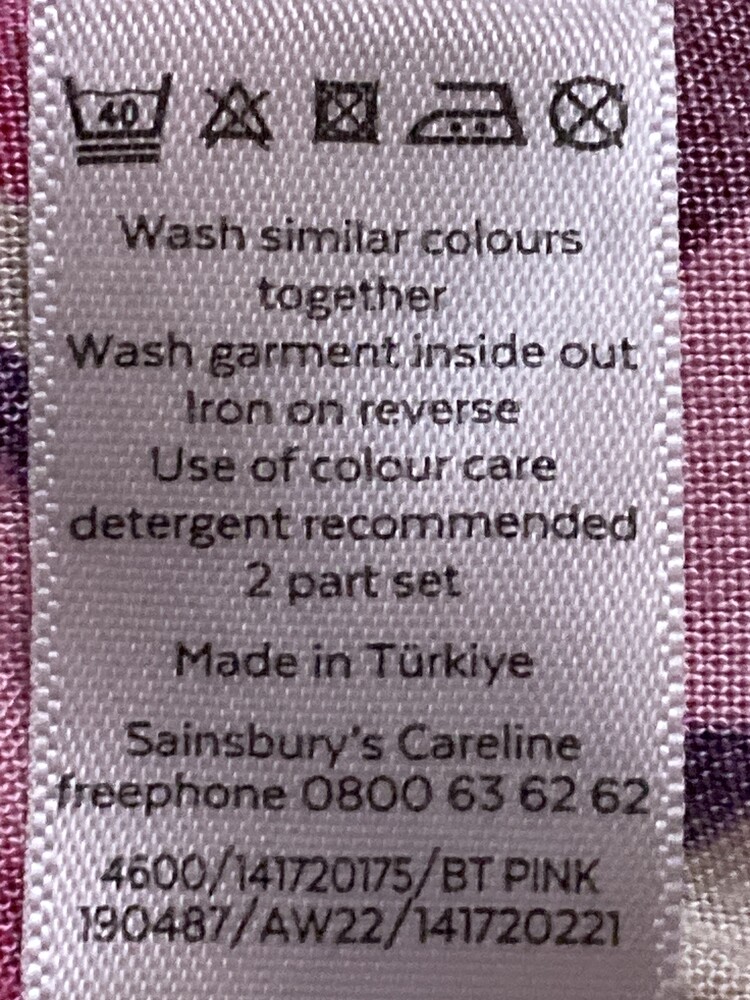 40
Wash similar colours
together
Wash garment inside out
Iron on reverse
Use of colour care
detergent recommended
2 part set
Made in Türkiye
Sainsbury's Careline
freephone 0800 63 62 62
4600/141720175/BT PINK
190487/AW22/141720221